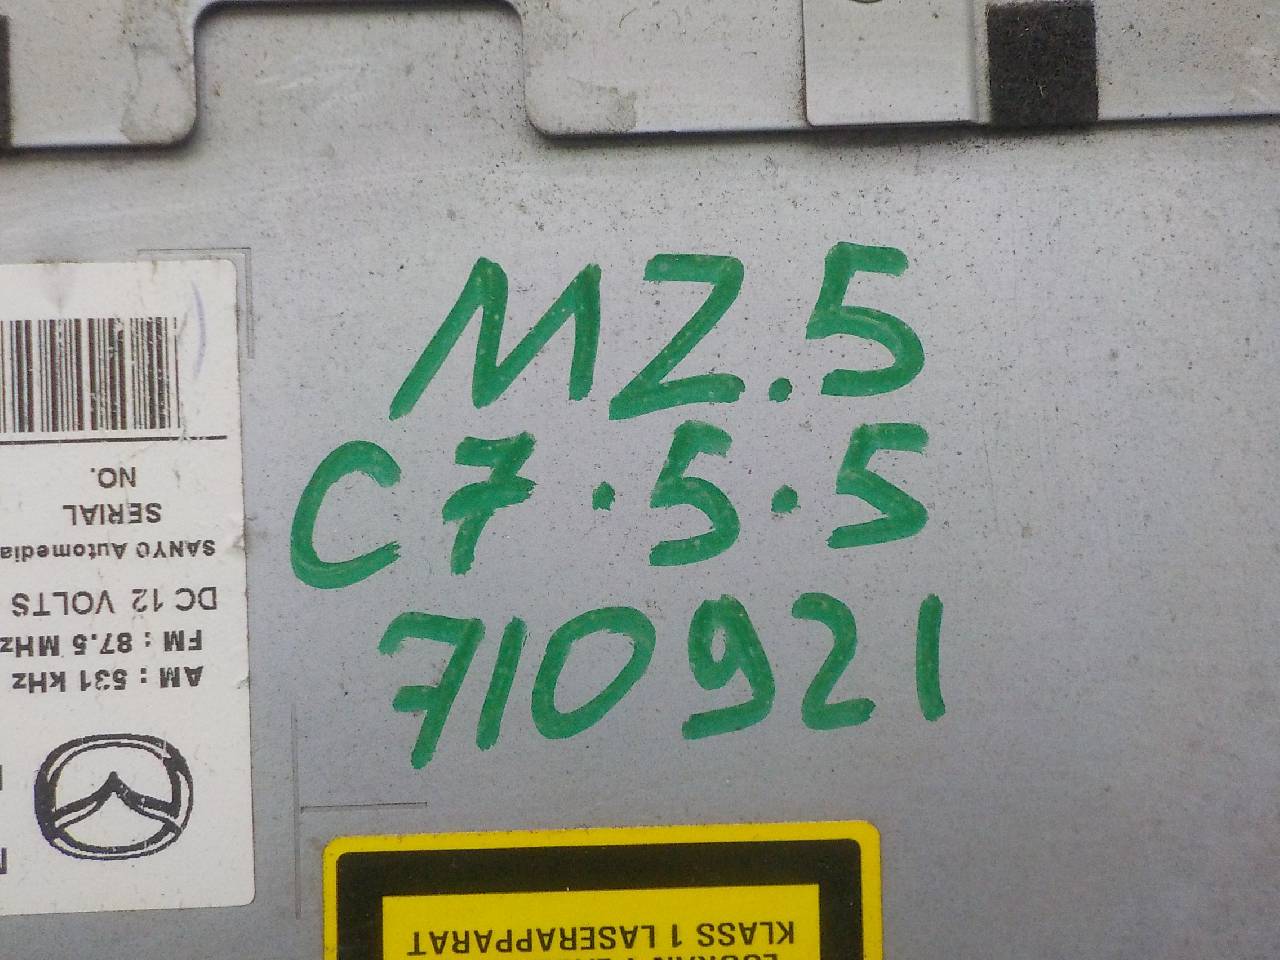 MZ.5
C7.5.5
710921
AM : 531 kHz
FM : 87.5 MHz
DC 12 VOLTS
SANYO Automedia
SERIAL
NO.
KLASS 1 LASERAPPARAT